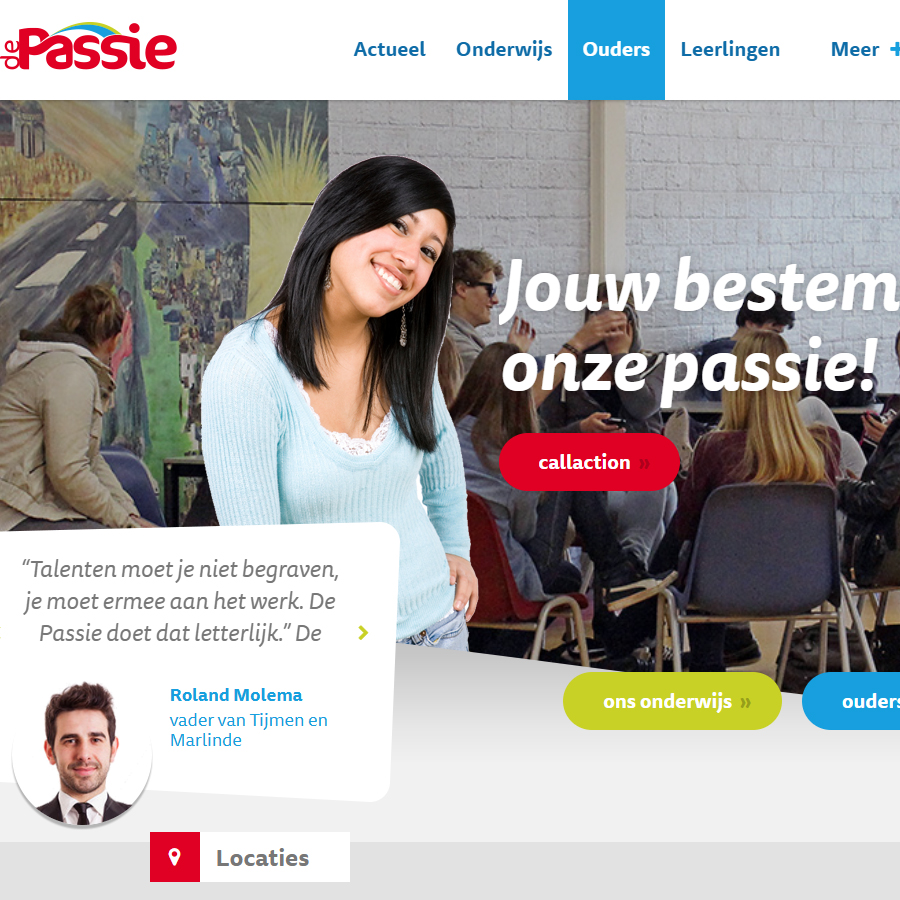 de Passie
Actueel Onderwijs Ouders Leerlingen Meer +
Jouw bestem
onze passie!
callaction »
“Talenten moet je niet begraven,
je moet ermee aan het werk. De
Passie doet dat letterlijk.” De
Roland Molema
vader van Tijmen en
Marlinde
ons onderwijs »
ouders
Locaties